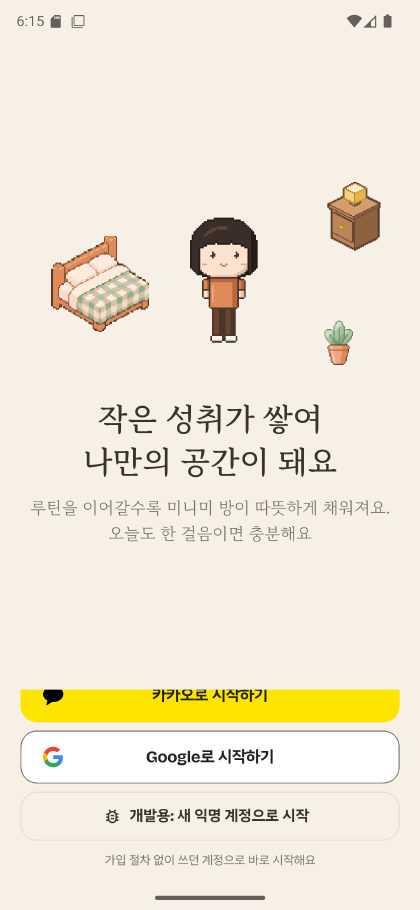 6:15
작은 성취가 쌓여
나만의 공간이 돼요
루틴을 이어갈수록 미니미 방이 따뜻하게 채워져요.
오늘도 한 걸음이면 충분해요
카카오로 시작하기
Google로 시작하기
개발용: 새 익명 계정으로 시작
가입 절차 없이 쓰던 계정으로 바로 시작해요